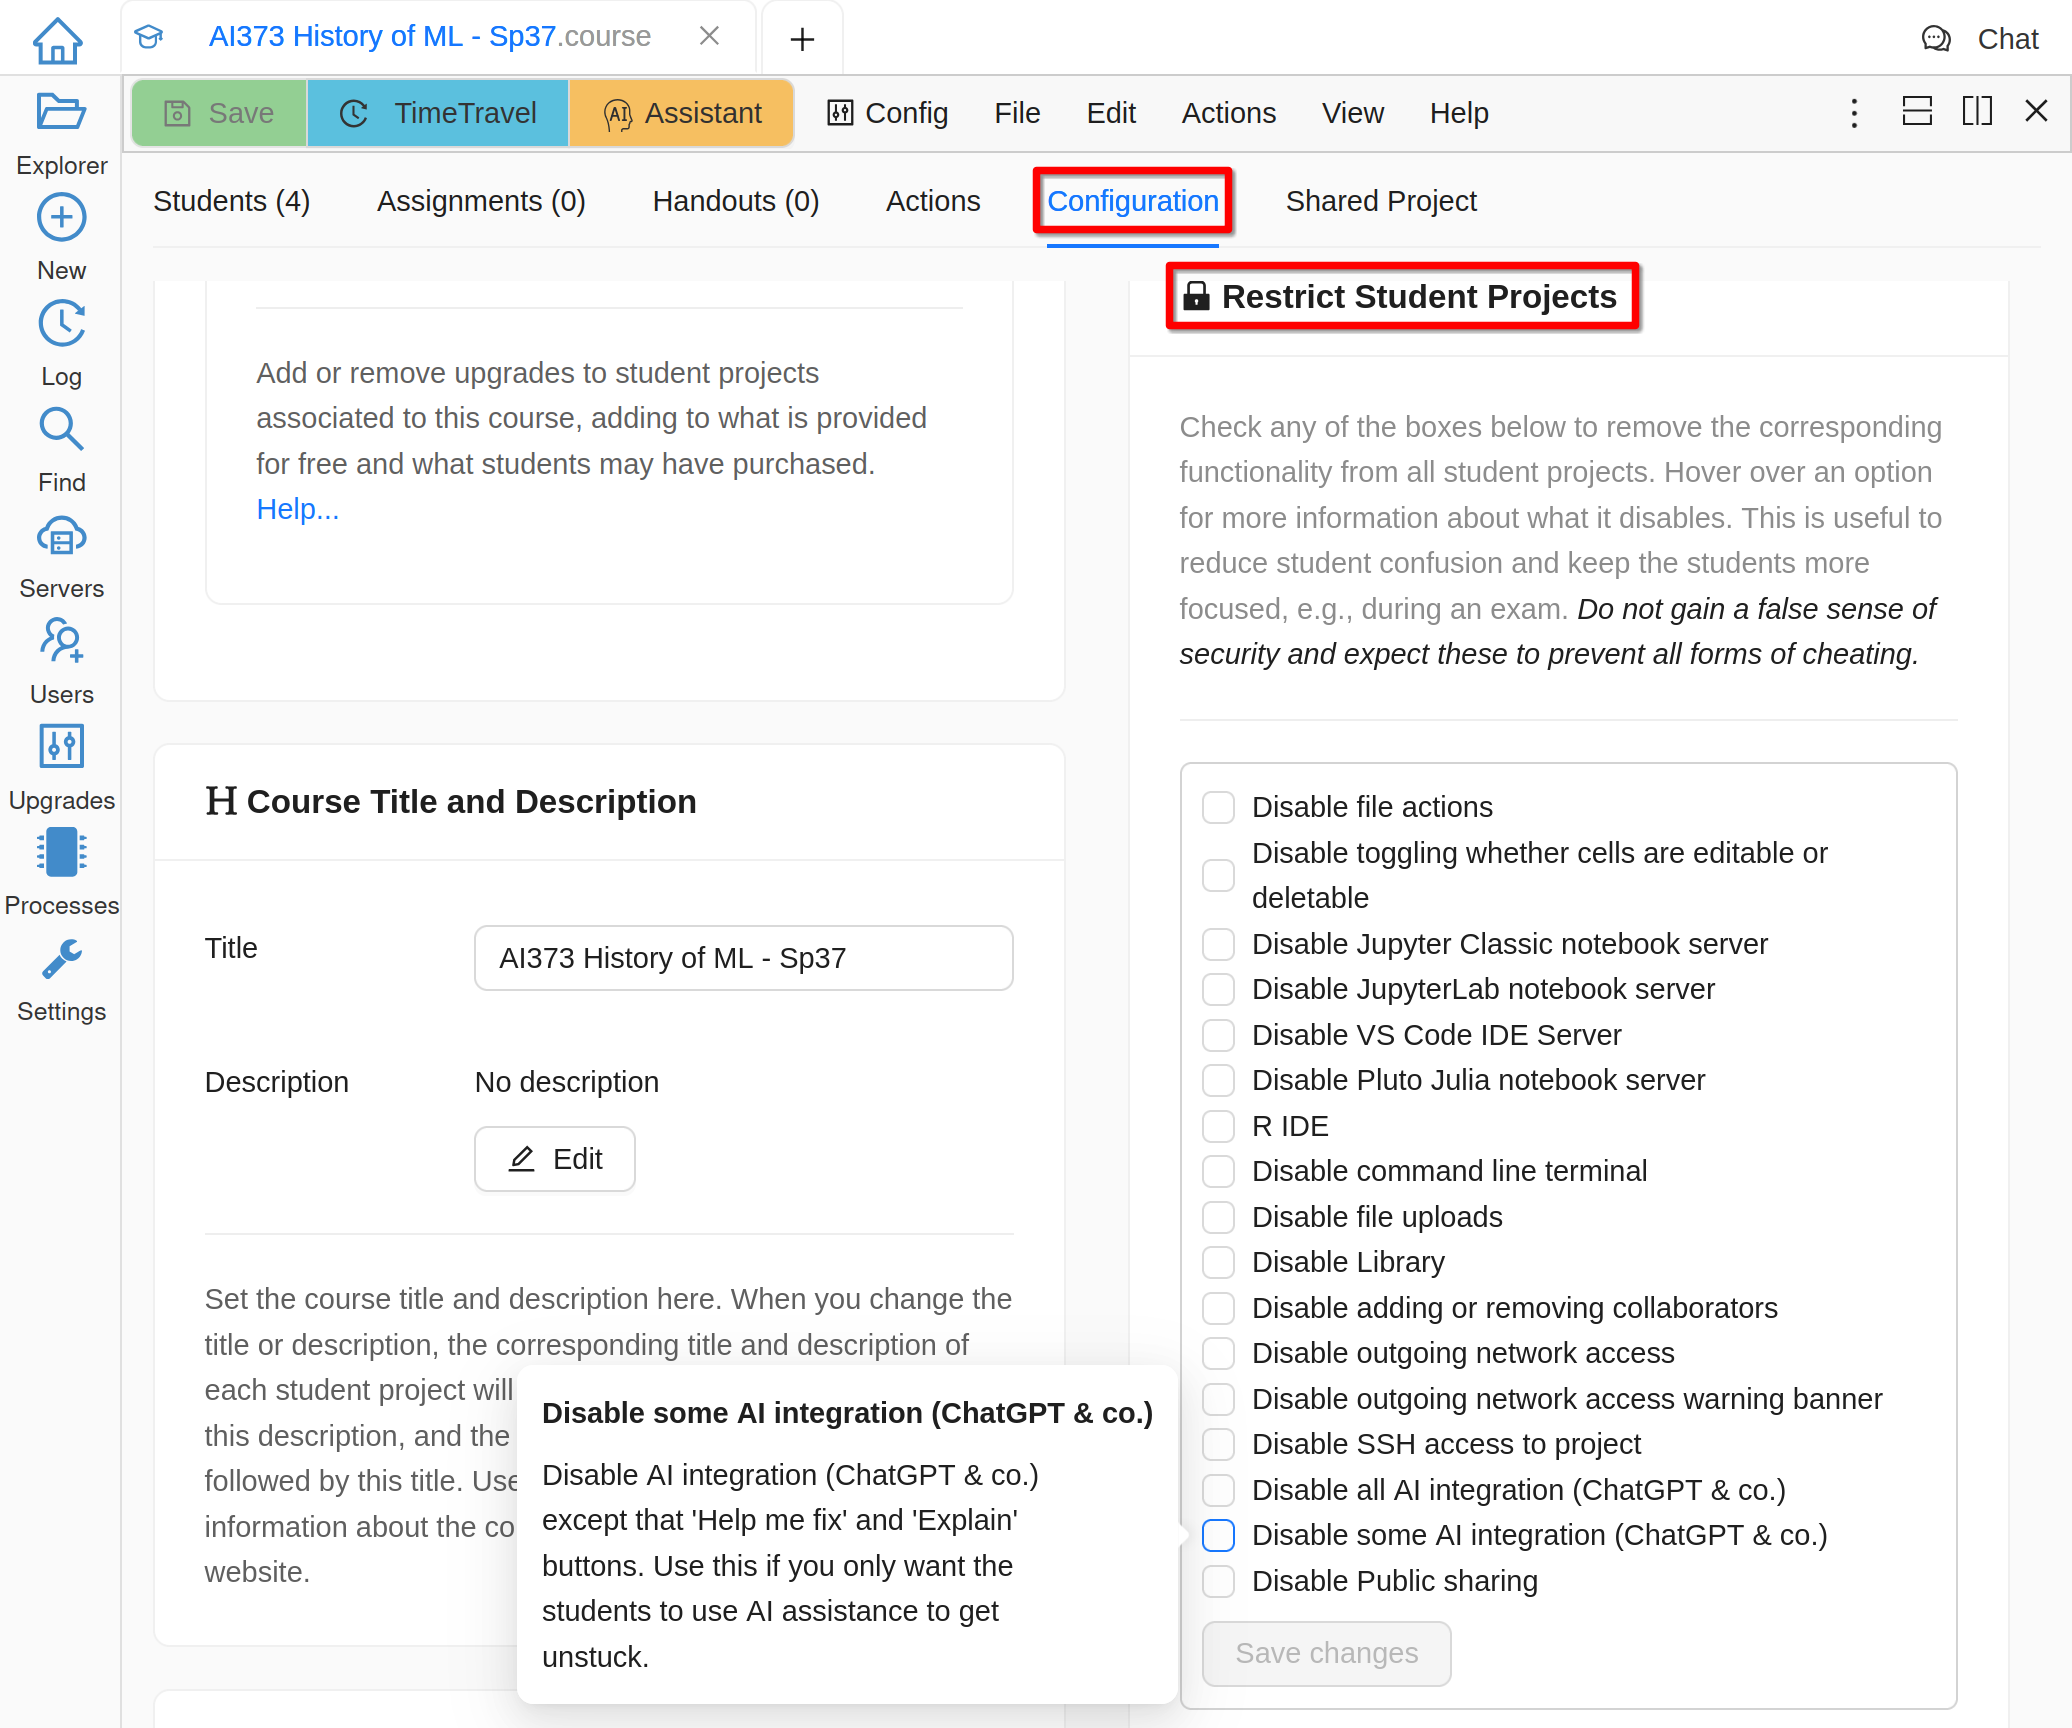 AI373 History of ML - Sp37.course
Chat
Save
TimeTravel
AI Assistant
Config
File
Edit
Actions
View
Help
Explorer
New
Log
Find
Servers
Users
Upgrades
Processes
Settings
Students (4)
Assignments (0)
Handouts (0)
Actions
Configuration
Shared Project
Add or remove upgrades to student projects
associated to this course, adding to what is provided
for free and what students may have purchased.
Help...
Course Title and Description
Title
AI373 History of ML - Sp37
Description
No description
Edit
Set the course title and description here. When you change the
title or description, the corresponding title and description of
each student project will
this description, and the
followed by this title. Use
information about the co
website.
Disable some AI integration (ChatGPT & co.)
Disable AI integration (ChatGPT & co.)
except that 'Help me fix' and 'Explain'
buttons. Use this if you only want the
students to use AI assistance to get
unstuck.
Restrict Student Projects
Check any of the boxes below to remove the corresponding
functionality from all student projects. Hover over an option
for more information about what it disables. This is useful to
reduce student confusion and keep the students more
focused, e.g., during an exam. Do not gain a false sense of
security and expect these to prevent all forms of cheating.
Disable file actions
Disable toggling whether cells are editable or
deletable
Disable Jupyter Classic notebook server
Disable JupyterLab notebook server
Disable VS Code IDE Server
Disable Pluto Julia notebook server
R IDE
Disable command line terminal
Disable file uploads
Disable Library
Disable adding or removing collaborators
Disable outgoing network access
Disable outgoing network access warning banner
Disable SSH access to project
Disable all AI integration (ChatGPT & co.)
Disable some AI integration (ChatGPT & co.)
Disable Public sharing
Save changes